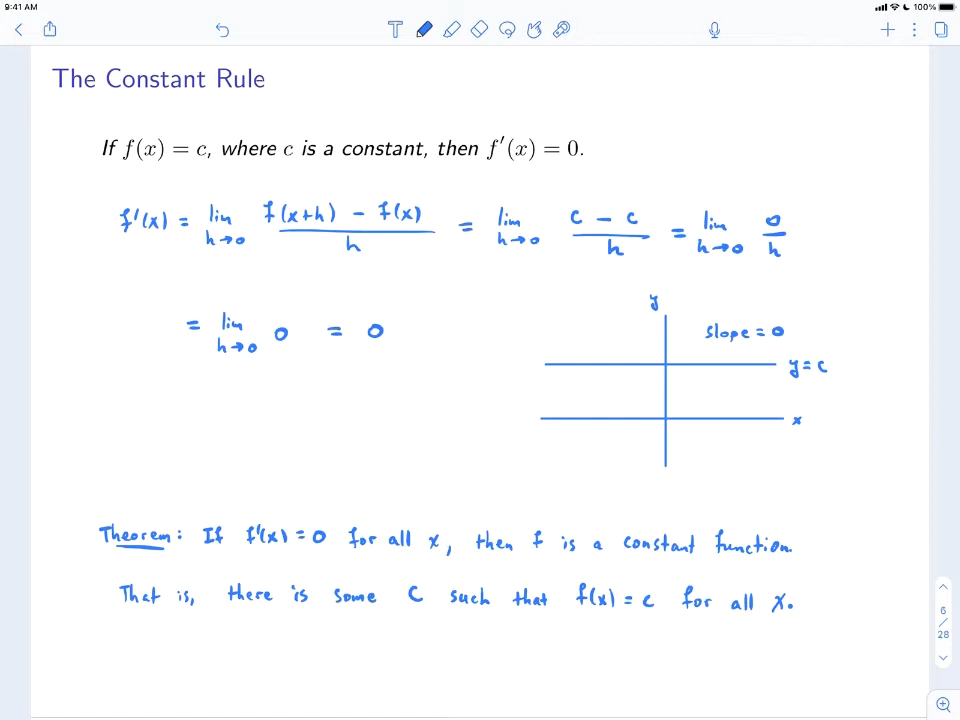 9:41 AM
100%
The Constant Rule
If f(x) = c, where c is a constant, then f′(x) = 0.
f'(x) = lim h→0 f(x+h) − f(x) / h = lim h→0 c − c / h = lim h→0 0 / h
= lim h→0 0 = 0
y
slope = 0
y = c
x
Theorem: If f'(x) = 0 for all x, then f is a constant function.
That is, there is some c such that f(x) = c for all x.
6
/
28